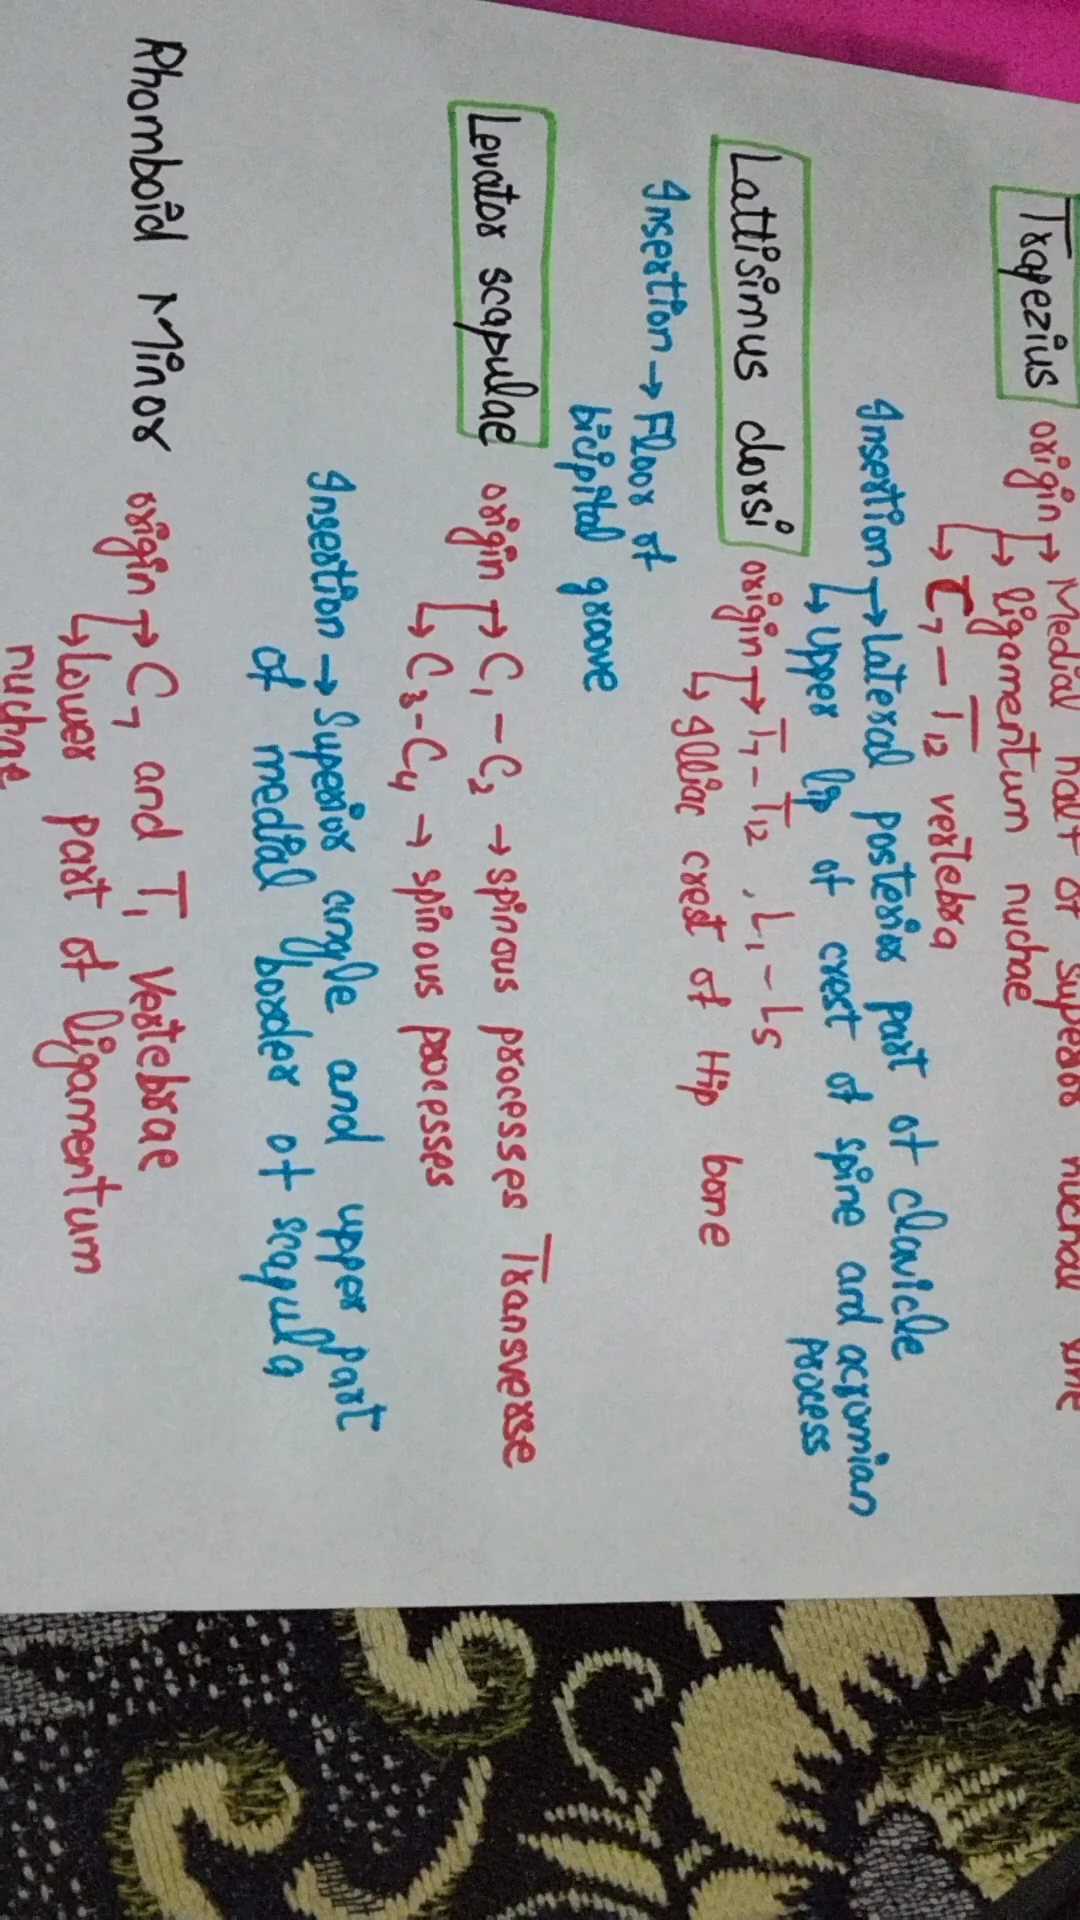 Trapezius origin → Medial half of superior nuchal line
→ ligamentum nuchae
→ C7 - T12 vertebra
Insertion → Lateral posterior part of clavicle
→ upper lip of crest of spine and acromian
process
Lattisimus dorsi origin → T7 - T12, L1 - L5
→ Illiac crest of Hip bone
Insertion → Floor of
bicipital groove
Levator scapulae origin → C1 - C2 → spinous processes Transverse
→ C3 - C4 → spinous processes
Insertion → Superior angle and upper part
of medial border of scapula
Rhomboid Minor origin → C7 and T1 Vertebrae
→ Lower part of ligamentum
nuchae